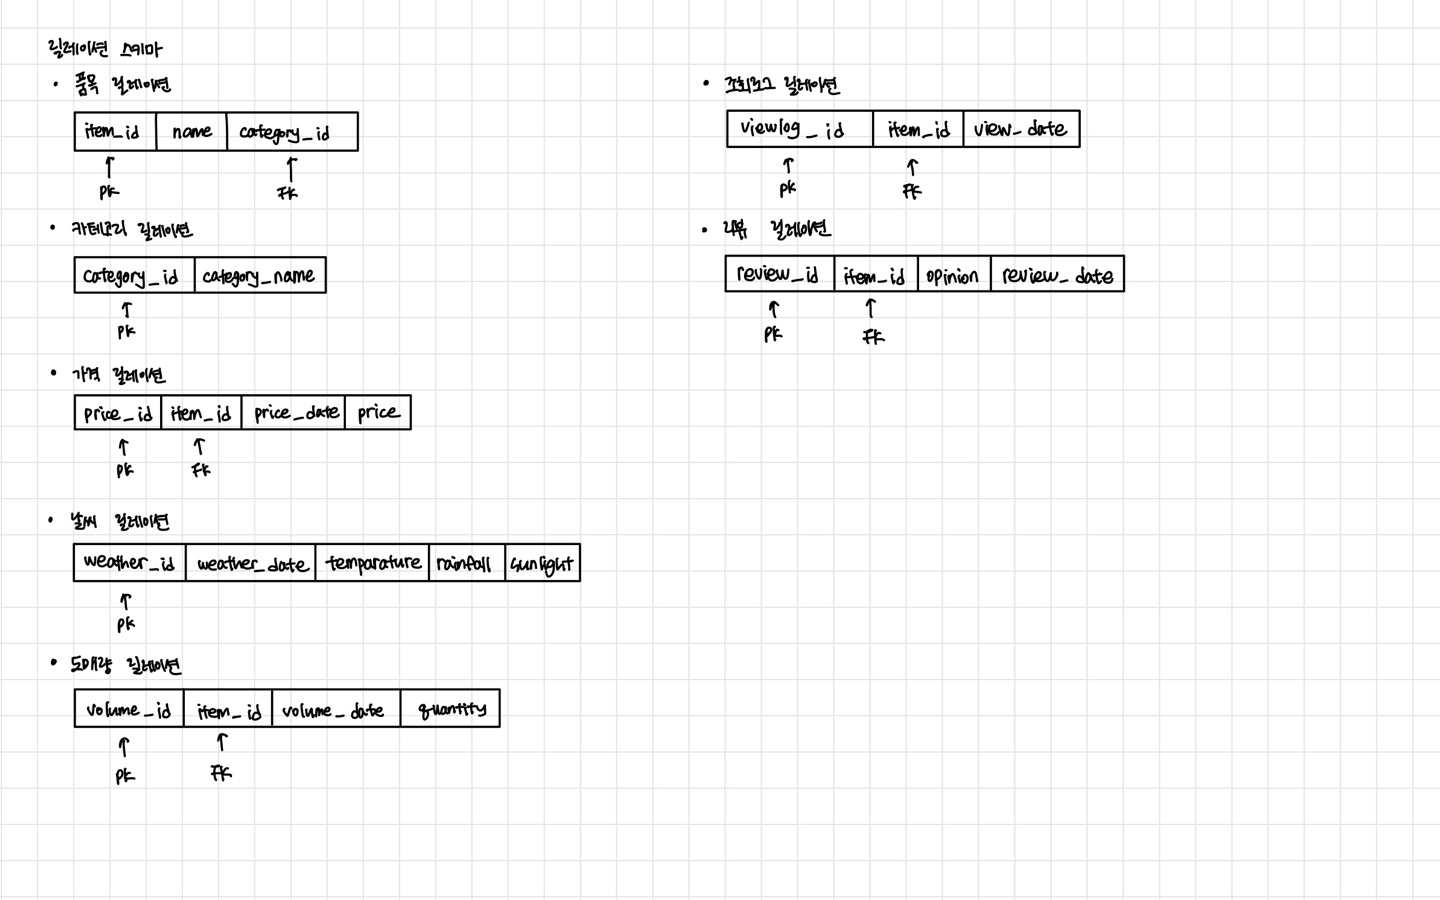 릴레이션 스키마
• 품목 릴레이션
item_id name category_id
PK FK
• 카테고리 릴레이션
category_id category_name
PK
• 가격 릴레이션
price_id item_id price_date price
PK FK
• 날씨 릴레이션
weather_id weather_date temparature rainfall sunlight
PK
• 도매량 릴레이션
volume_id item_id volume_date quantity
PK FK
• 조회로그 릴레이션
viewlog_id item_id view_date
PK FK
• 리뷰 릴레이션
review_id item_id opinion review_date
PK FK